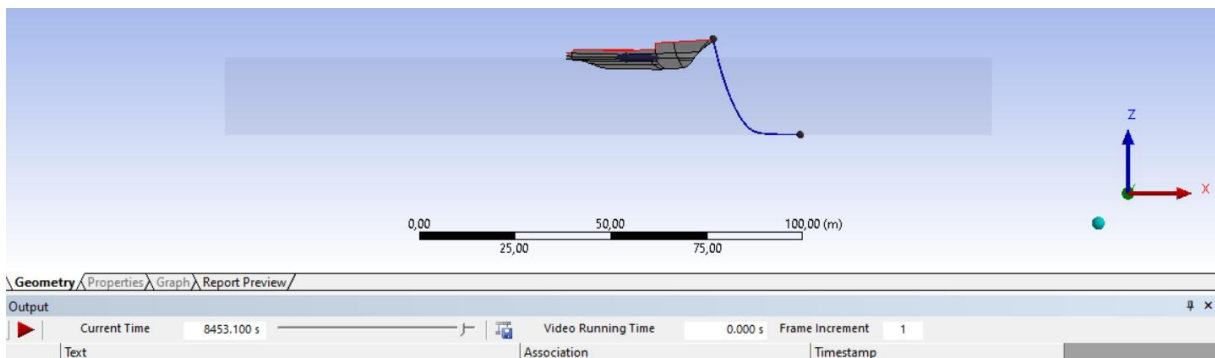 Z
X
0,00 50,00 100,00 (m)
25,00 75,00
Geometry Properties Graph Report Preview
Output
Current Time 8453.100 s Video Running Time 0.000 s Frame Increment 1
Text Association Timestamp